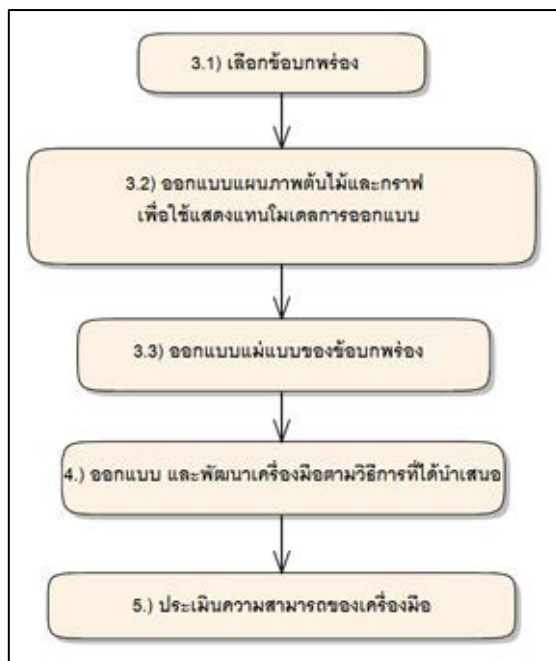 3.1) เลือกข้อบกพร่อง
3.2) ออกแบบแผนภาพต้นไม้และกราฟ
เพื่อใช้แสดงแทนโมเดลการออกแบบ
3.3) ออกแบบแม่แบบของข้อบกพร่อง
4.) ออกแบบ และพัฒนาเครื่องมือตามวิธีการที่ได้นำเสนอ
5.) ประเมินความสามารถของเครื่องมือ